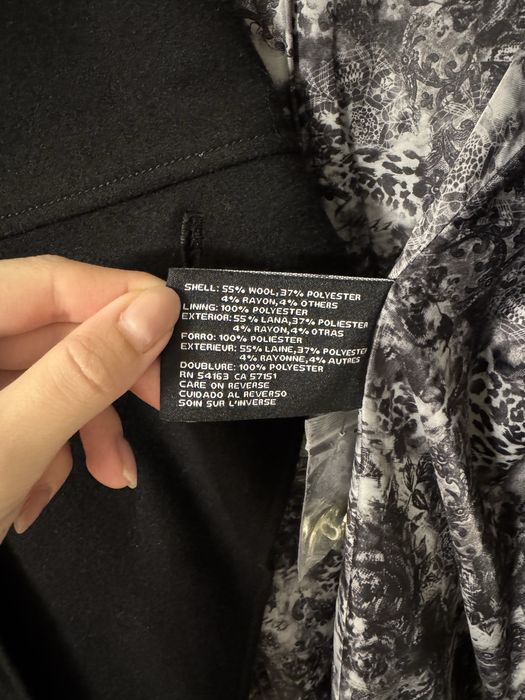 SHELL: 55% WOOL, 37% POLYESTER
4% RAYON, 4% OTHERS
LINING: 100% POLYESTER
EXTERIOR: 55% LANA, 37% POLIESTER
4% RAYON, 4% OTRAS
FORRO: 100% POLIESTER
EXTERIEUR: 55% LAINE, 37% POLYESTER
4% RAYONNE, 4% AUTRES
DOUBLURE: 100% POLYESTER
RN 54163 CA 57151
CARE ON REVERSE
CUIDADO AL REVERSO
SOIN SUR L'INVERSE